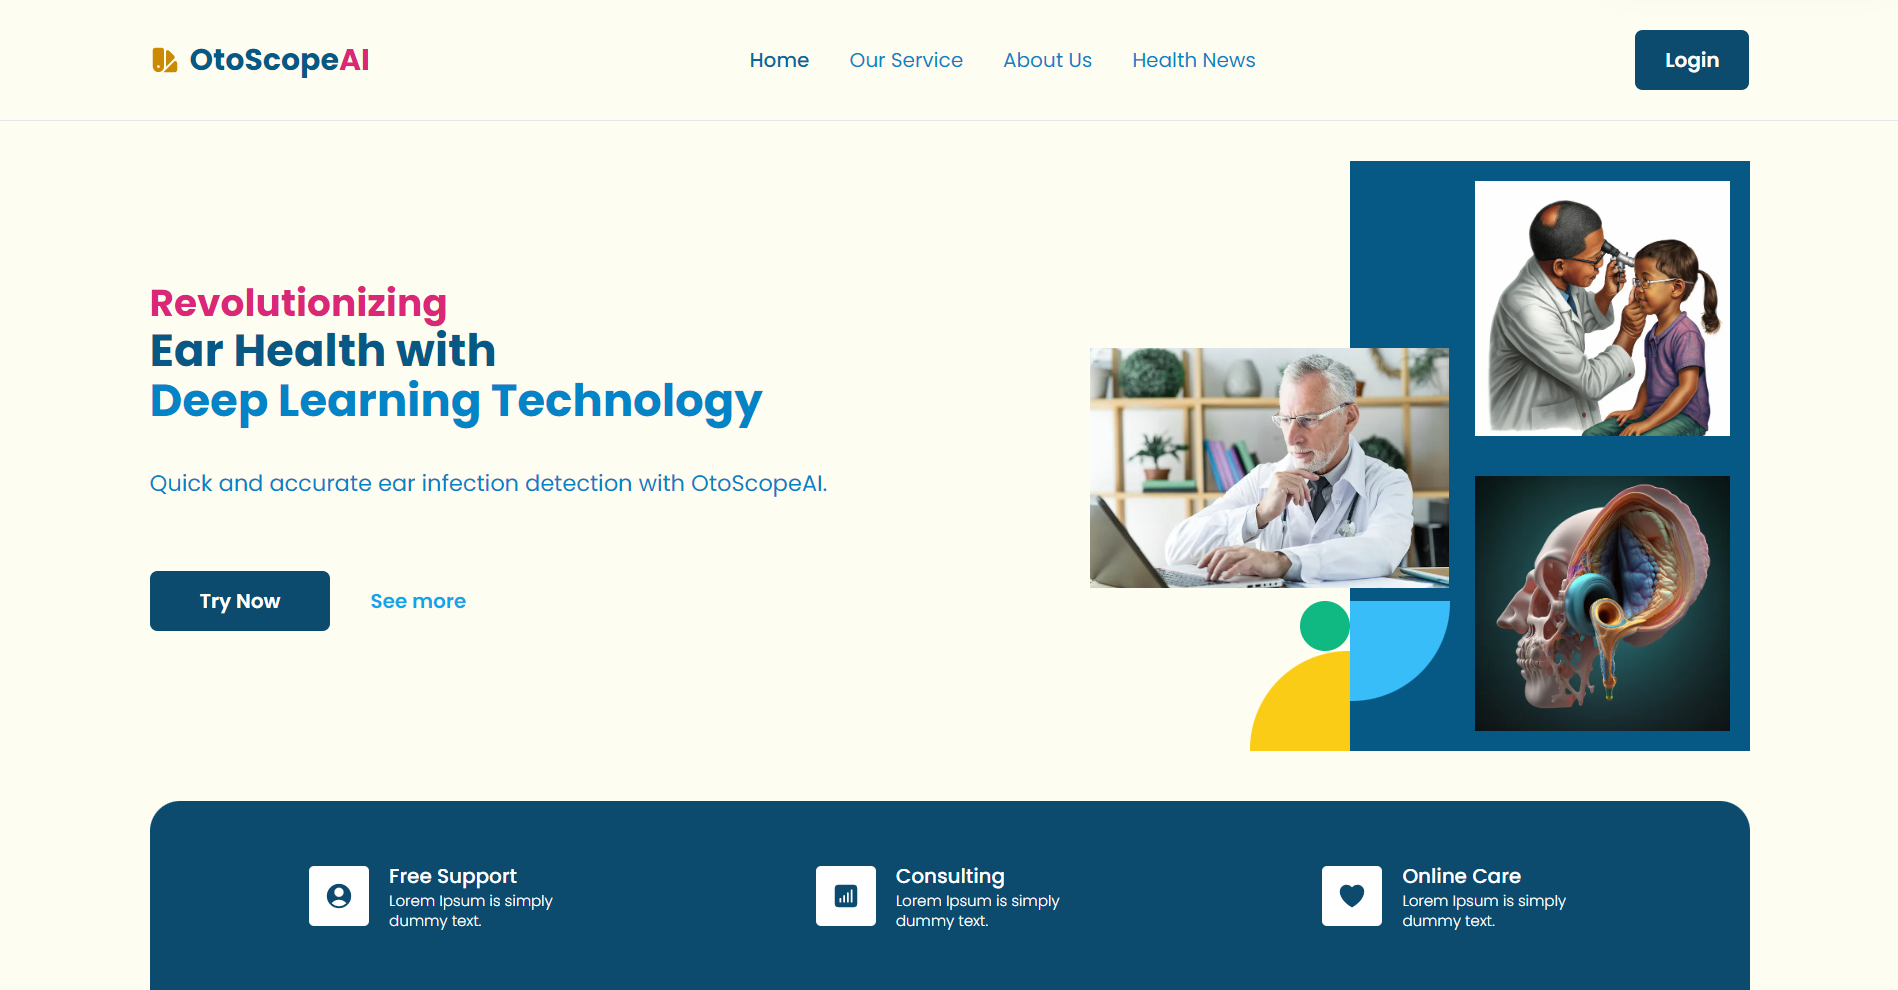 OtoScopeAI
Home
Our Service
About Us
Health News
Login
Revolutionizing
Ear Health with
Deep Learning Technology
Quick and accurate ear infection detection with OtoScopeAI.
Try Now
See more
Free Support
Lorem Ipsum is simply
dummy text.
Consulting
Lorem Ipsum is simply
dummy text.
Online Care
Lorem Ipsum is simply
dummy text.